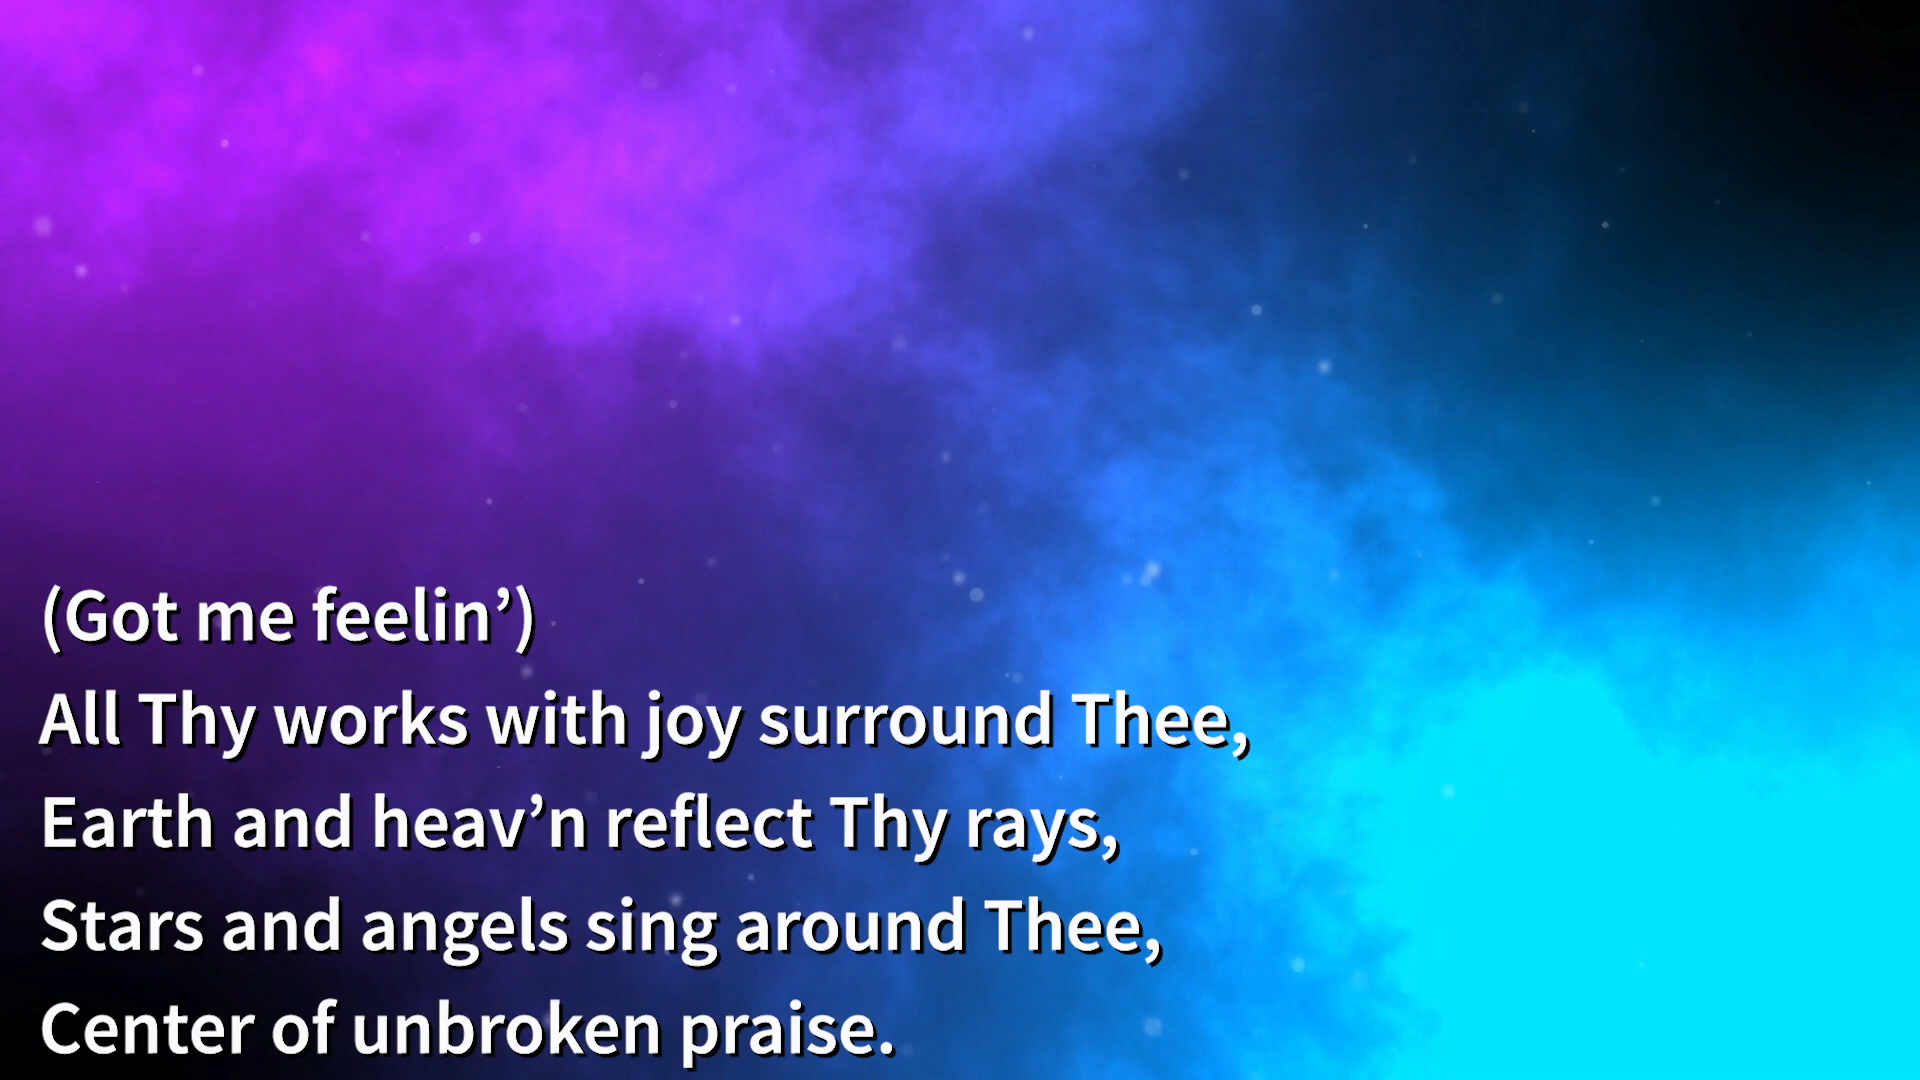 (Got me feelin’)
All Thy works with joy surround Thee,
Earth and heav’n reflect Thy rays,
Stars and angels sing around Thee,
Center of unbroken praise.